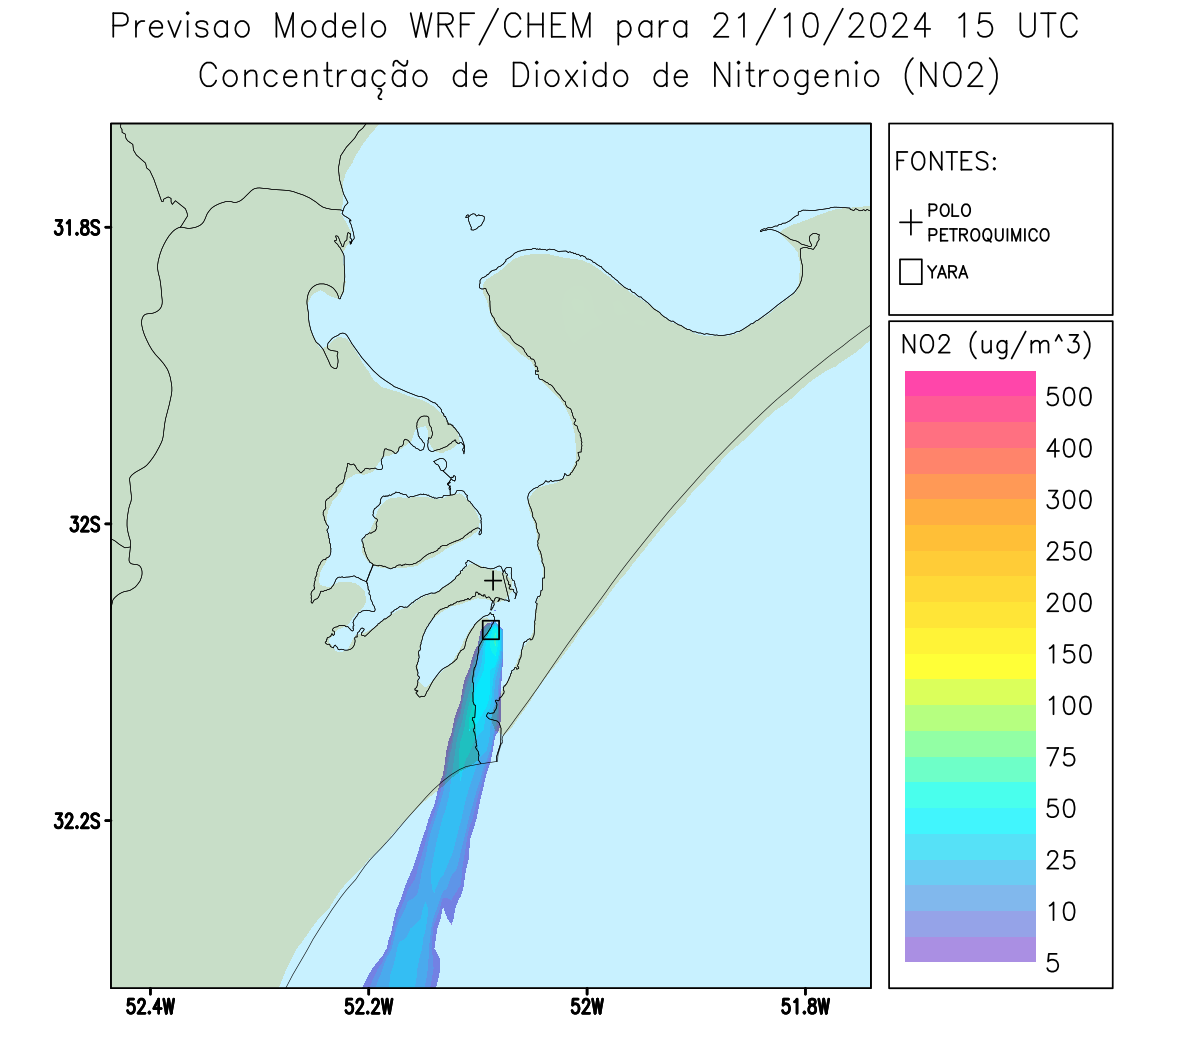 Previsao Modelo WRF/CHEM para 21/10/2024 15 UTC
Concentração de Dioxido de Nitrogenio (NO2)
FONTES:
POLO
PETROQUIMICO
YARA
31.8S
32S
32.2S
52.4W
52.2W
52W
51.8W
NO2 (ug/m^3)
500
400
300
250
200
150
100
75
50
25
10
5